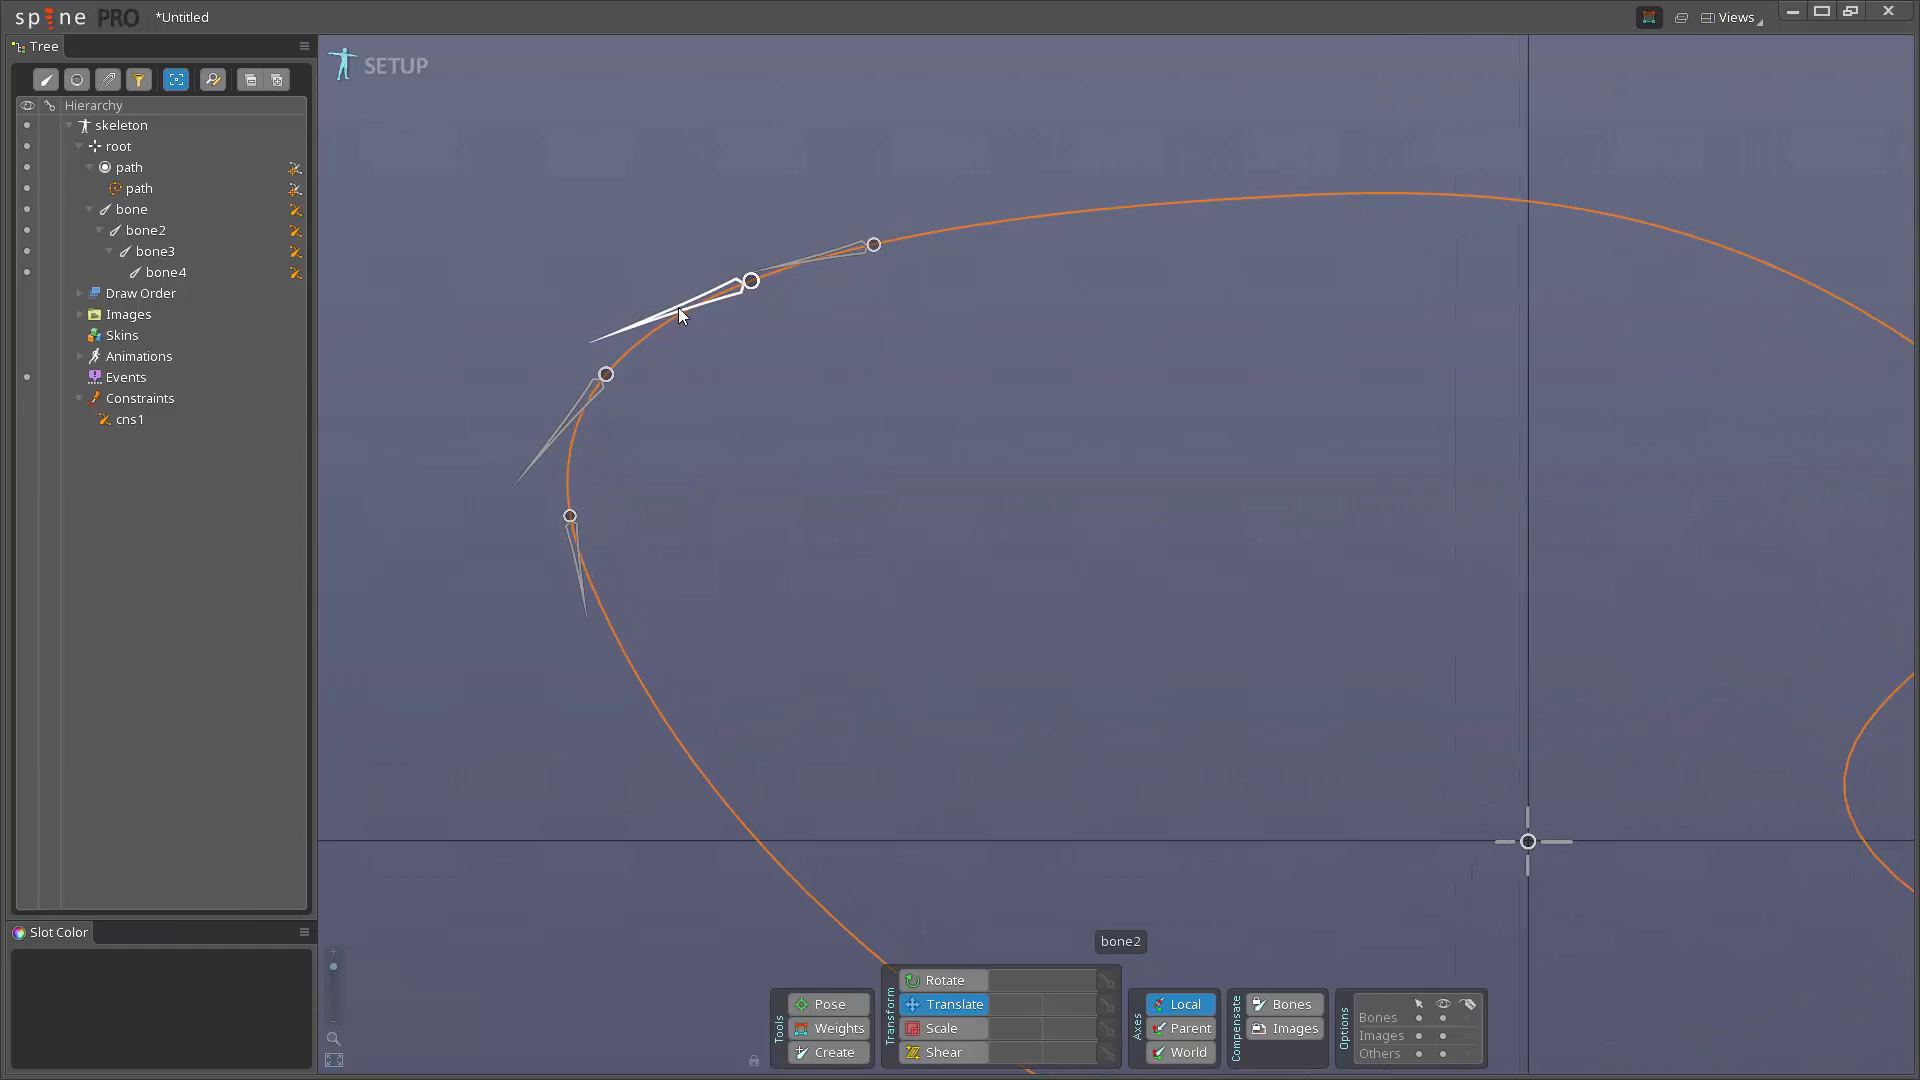 spine PRO
*Untitled
Views
Tree
SETUP
Hierarchy
skeleton
root
path
path
bone
bone2
bone3
bone4
Draw Order
Images
Skins
Animations
Events
Constraints
cns1
Slot Color
bone2
Tools
Pose
Weights
Create
Transform
Rotate
Translate
Scale
Shear
Axes
Local
Parent
World
Compensate
Bones
Images
Options
Bones
Images
Others